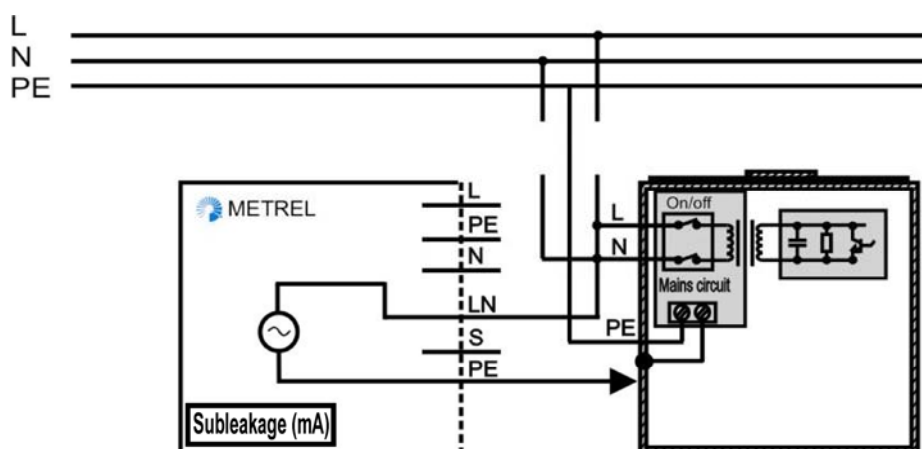 L
N
PE
METREL
L
PE
N
LN
S
PE
Subleakage (mA)
L
N
PE
On/off
Mains circuit